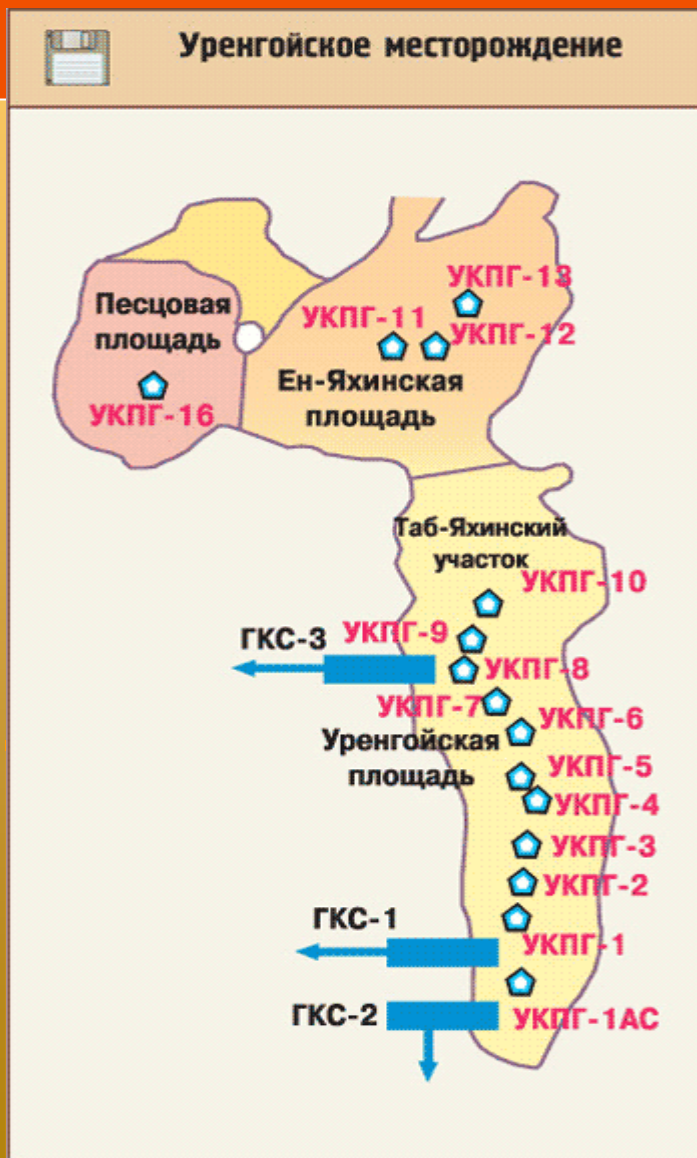 Уренгойское месторождение
УКПГ-13
Песцовая
площадь
УКПГ-11
УКПГ-12
Ен-Яхинская
площадь
УКПГ-16
Таб-Яхинский
участок
УКПГ-10
ГКС-3
УКПГ-9
УКПГ-8
УКПГ-7
УКПГ-6
Уренгойская
площадь
УКПГ-5
УКПГ-4
УКПГ-3
УКПГ-2
ГКС-1
УКПГ-1
ГКС-2
УКПГ-1АС